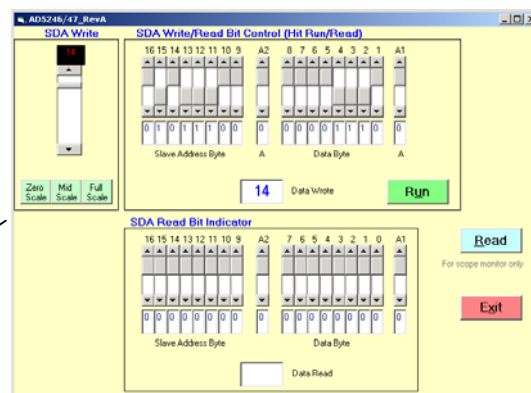 AD5246/47_RevA
SDA Write
14
Zero Scale
Mid Scale
Full Scale
SDA Write/Read Bit Control (Hit Run/Read)
16 15 14 13 12 11 10 9 A2 8 7 6 5 4 3 2 1 A1
0 1 0 1 1 1 0 0 0 0 0 0 0 1 1 1 0 0
Slave Address Byte A Data Byte A
14 Data Wrote Run
SDA Read Bit Indicator
16 15 14 13 12 11 10 9 A2 7 6 5 4 3 2 1 0 A1
0 0 0 0 0 0 0 0 0 0 0 0 0 0 0 0 0 0
Slave Address Byte Data Byte
Data Read
Read
For scope monitor only
Exit